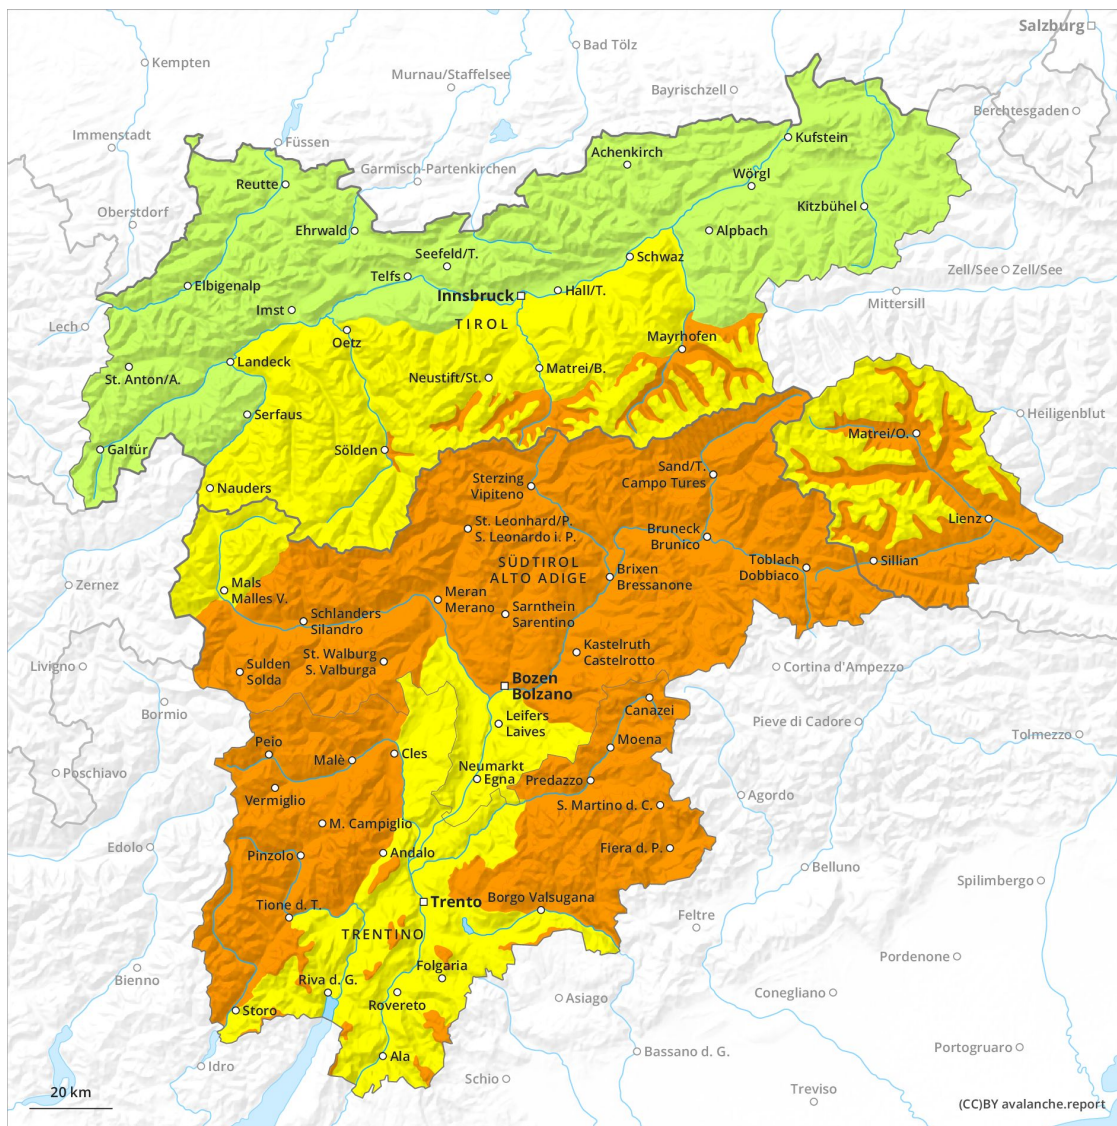 Salzburg
Bad Tölz
Kempten
Murnau/Staffelsee
Bayrischzell
Berchtesgaden
Immenstadt
Füssen
Kufstein
Achenkirch
Garmisch-Partenkirchen
Wörgl
Reutte
Kitzbühel
Oberstdorf
Ehrwald
Alpbach
Seefeld/T.
Schwaz
Telfs
Zell/See
Zell/See
Elbigenalp
Hall/T.
Innsbruck
Mittersill
Imst
Lech
TIROL
Oetz
Mayrhofen
Landeck
Matrei/B.
St. Anton/A.
Neustift/St.
Serfaus
Heiligenblut
Matrei/O.
Galtür
Sölden
Sand/T.
Campo Tures
Sterzing
Vipiteno
Nauders
Lienz
St. Leonhard/P.
S. Leonardo i. P.
Bruneck
Brunico
SÜDTIROL
ALTO ADIGE
Toblach
Dobbiaco
Sillian
Brixen
Bressanone
Zernez
Mals
Malles V.
Meran
Merano
Schlanders
Silandro
Sarnthein
Sarentino
Kastelruth
Castelrotto
St. Walburg
S. Valburga
Livigno
Sulden
Solda
Cortina d'Ampezzo
Bozen
Bolzano
Bormio
Canazei
Leifers
Laives
Pieve di Cadore
Tolmezzo
Peio
Moena
Cles
Malè
Poschiavo
Neumarkt
Egna
Predazzo
Vermiglio
Agordo
S. Martino d. C.
M. Campiglio
Edolo
Pinzolo
Andalo
Fiera d. P.
Belluno
Spilimbergo
Trento
Borgo Valsugana
Tione d. T.
Feltre
TRENTINO
Pordenone
Folgaria
Bienno
Riva d. G.
Rovereto
Asiago
Conegliano
Storo
Portogruaro
Bassano d. G.
Ala
Idro
Schio
Treviso
20 km
(CC)BY avalanche.report